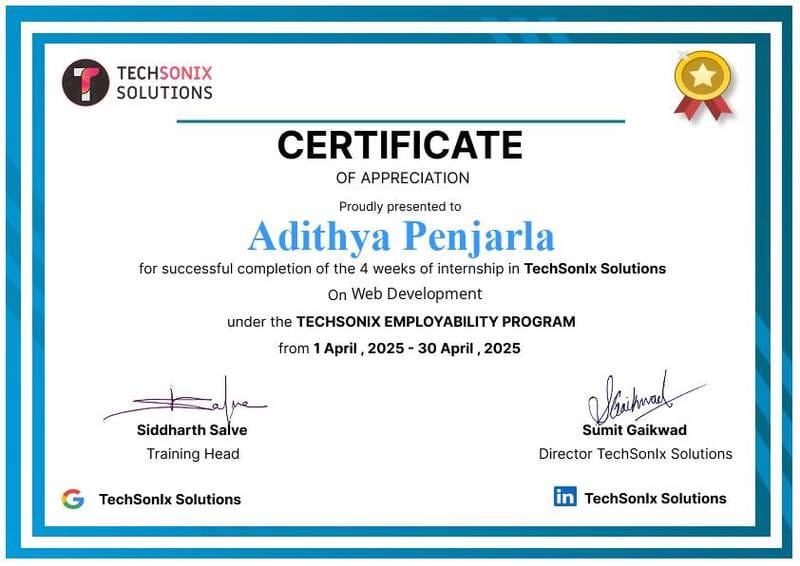 TECHSONIX
SOLUTIONS
CERTIFICATE
OF APPRECIATION
Proudly presented to
Adithya Penjarla
for successful completion of the 4 weeks of internship in TechSonIx Solutions
On Web Development
under the TECHSONIX EMPLOYABILITY PROGRAM
from 1 April , 2025 - 30 April , 2025
Salve
SGaikwad
Siddharth Salve
Sumit Gaikwad
Training Head
Director TechSonIx Solutions
TechSonIx Solutions
in TechSonIx Solutions